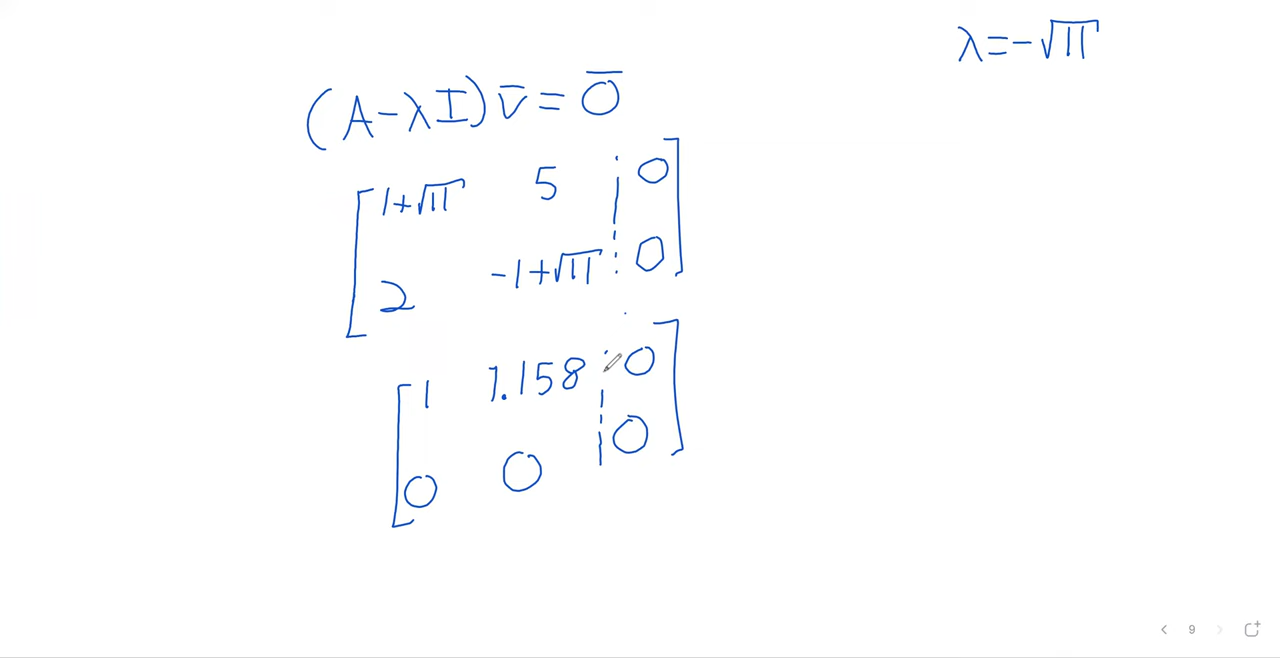 λ=-√11
(A-λI)v̄=0̄
[1+√11 5 ¦ 0]
[2 -1+√11 ¦ 0]
[1 1.158 ¦ 0]
[0 0 ¦ 0]
9